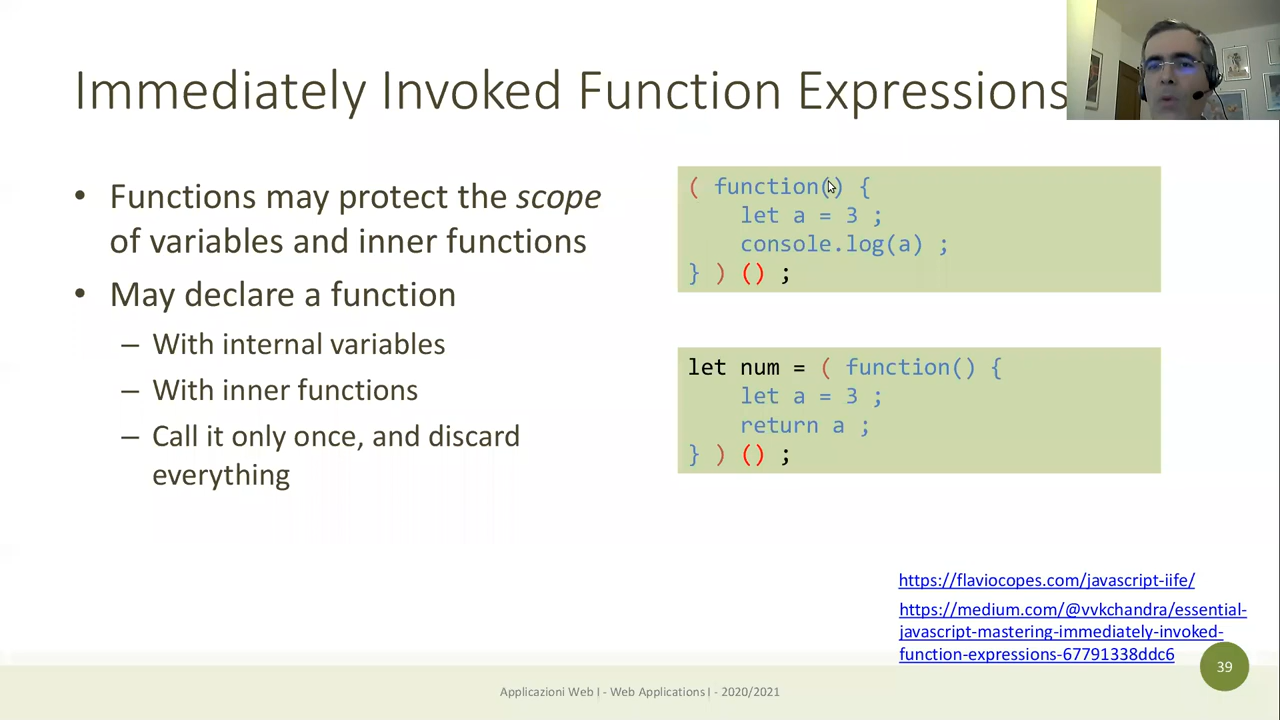 Immediately Invoked Function Expressions
• Functions may protect the scope
of variables and inner functions
• May declare a function
– With internal variables
– With inner functions
– Call it only once, and discard
everything
( function() {
let a = 3 ;
console.log(a) ;
} ) () ;
let num = ( function() {
let a = 3 ;
return a ;
} ) () ;
https://flaviocopes.com/javascript-iife/
https://medium.com/@vvkchandra/essential-
javascript-mastering-immediately-invoked-
function-expressions-67791338ddc6
39
Applicazioni Web I - Web Applications I - 2020/2021